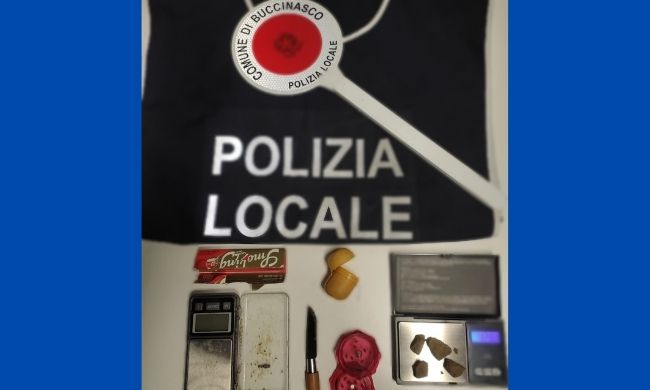 COMUNE DI BUCCINASCO
POLIZIA LOCALE
POLIZIA
LOCALE
Smoking